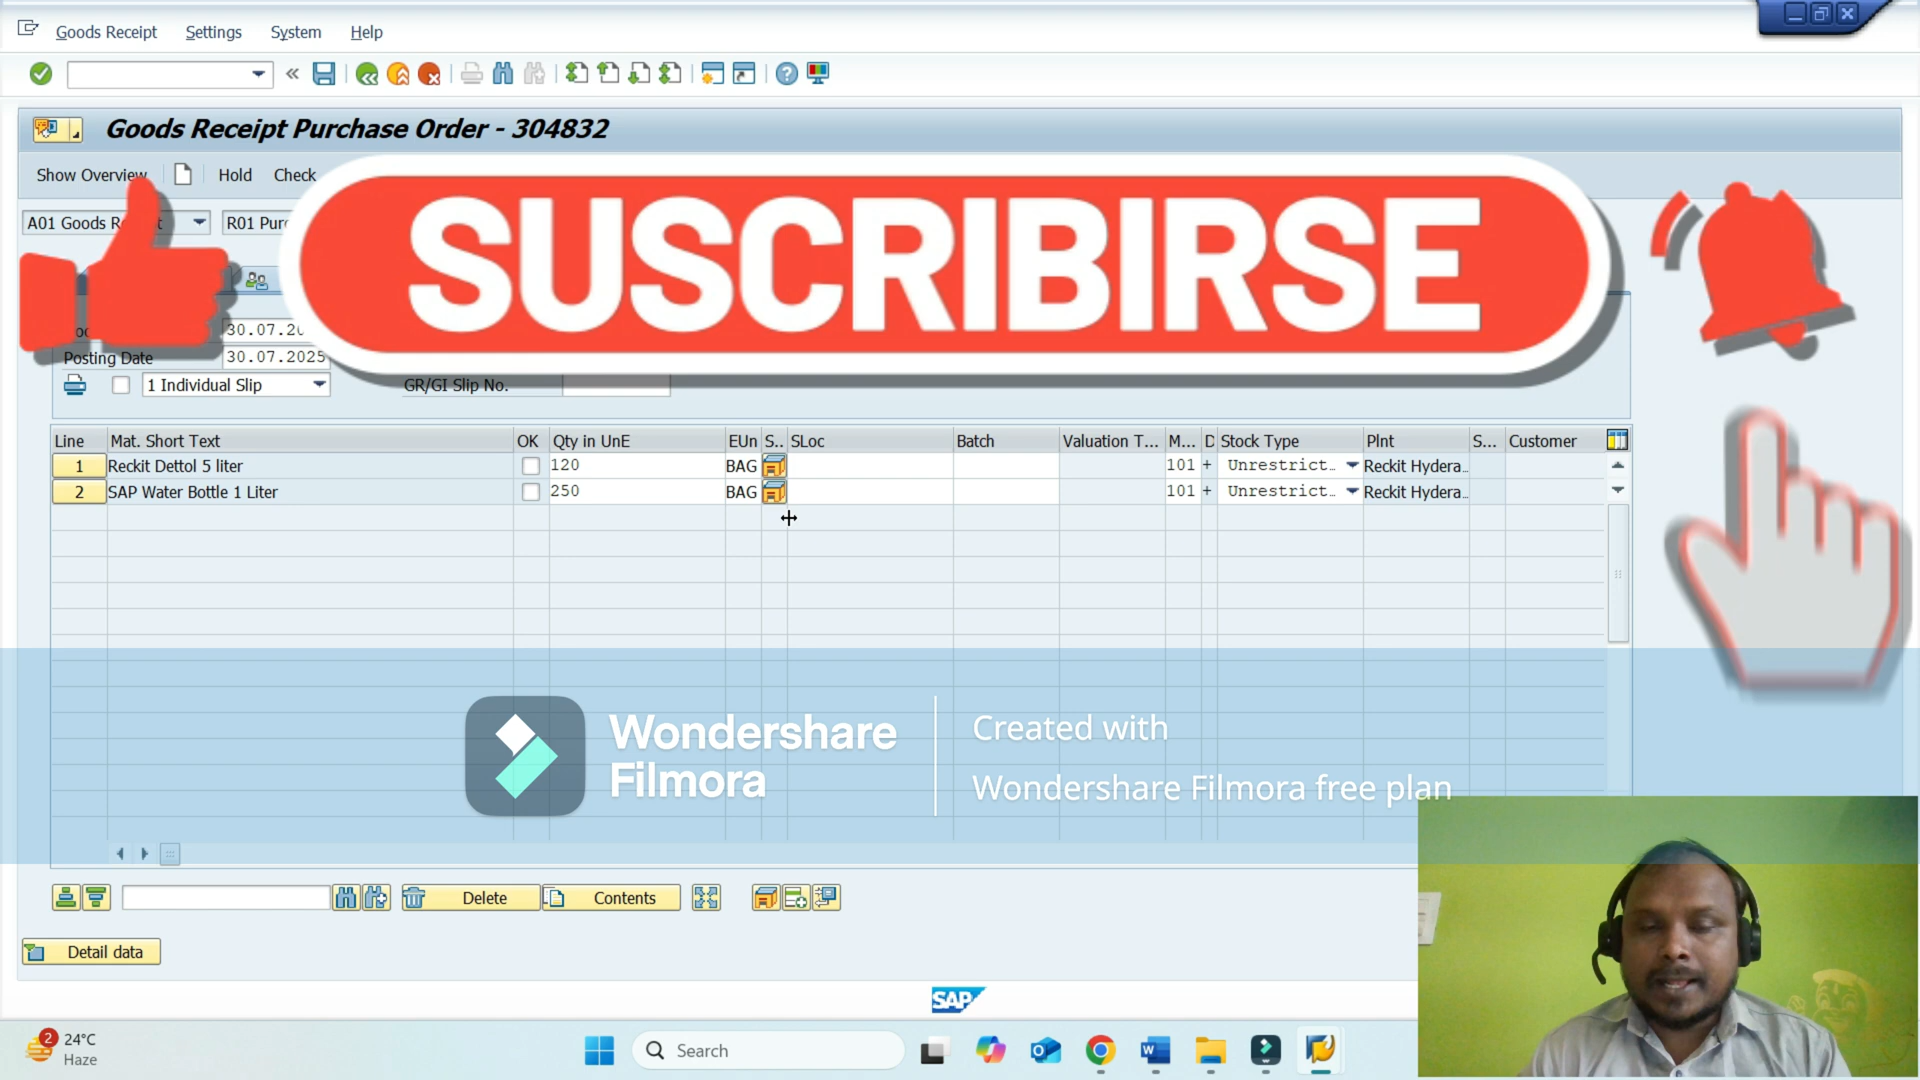 Goods Receipt Settings System Help
Goods Receipt Purchase Order - 304832
Show Overview Hold Check
SUSCRIBIRSE
A01 Goods R
R01 Pur
30.07.20
Posting Date 30.07.2025
1 Individual Slip GR/GI Slip No.
Line Mat. Short Text OK Qty in UnE EUn S.. SLoc Batch Valuation T... M... D Stock Type Plnt S... Customer
1 Reckit Dettol 5 liter 120 BAG 101 + Unrestrict.. Reckit Hydera..
2 SAP Water Bottle 1 Liter 250 BAG 101 + Unrestrict.. Reckit Hydera..
Wondershare
Filmora
Created with
Wondershare Filmora free plan
Delete Contents
Detail data
SAP
2 24°C
Haze
Search